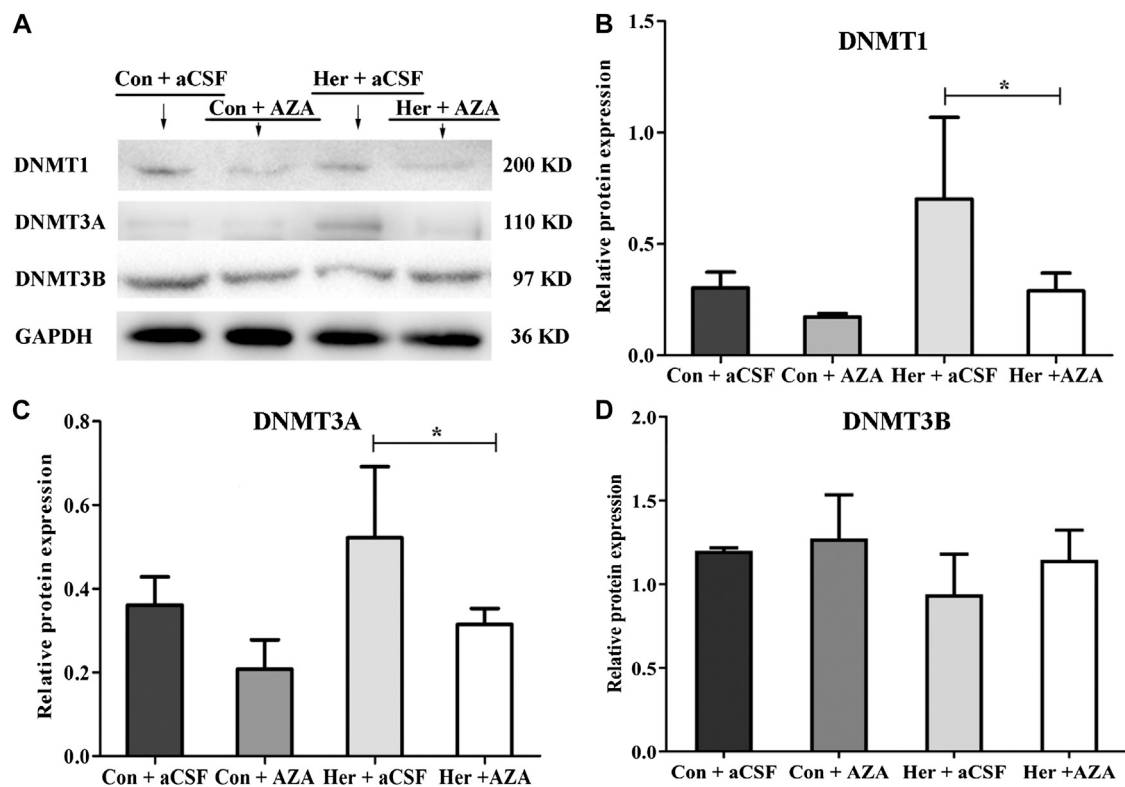 A
Con + aCSF
Her + aCSF
Con + AZA
Her + AZA
DNMT1
200 KD
DNMT3A
110 KD
DNMT3B
97 KD
GAPDH
36 KD
B
DNMT1
Relative protein expression
1.5
1.0
0.5
0.0
*
Con + aCSF Con + AZA Her + aCSF Her +AZA
C
DNMT3A
Relative protein expression
0.8
0.6
0.4
0.2
0.0
*
Con + aCSF Con + AZA Her + aCSF Her +AZA
D
DNMT3B
Relative protein expression
2.0
1.5
1.0
0.5
0.0
Con + aCSF Con + AZA Her + aCSF Her +AZA